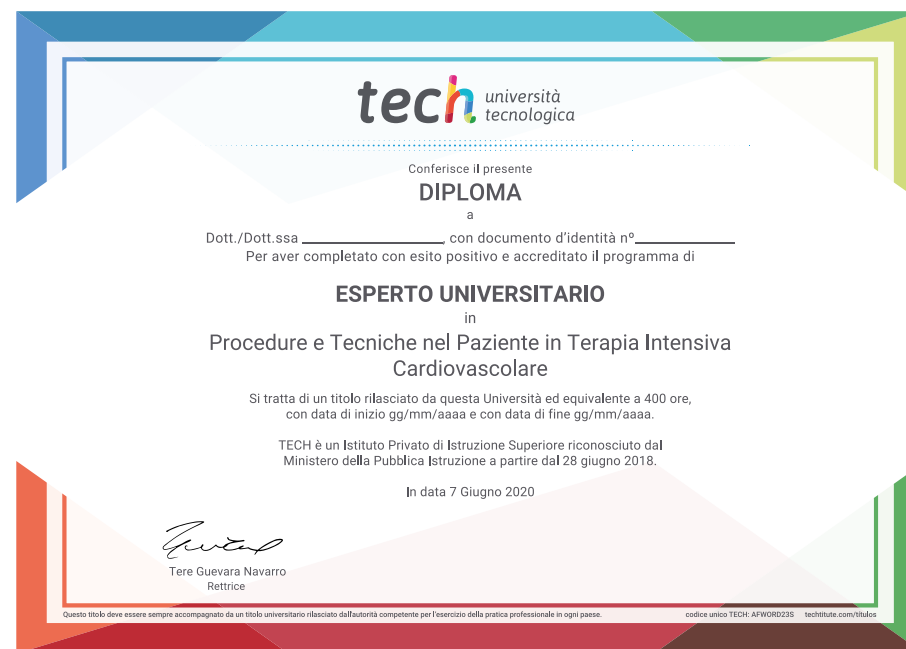 tech università
tecnologica
Conferisce il presente
DIPLOMA
a
Dott./Dott.ssa ________________, con documento d'identità nº____________
Per aver completato con esito positivo e accreditato il programma di
ESPERTO UNIVERSITARIO
in
Procedure e Tecniche nel Paziente in Terapia Intensiva
Cardiovascolare
Si tratta di un titolo rilasciato da questa Università ed equivalente a 400 ore,
con data di inizio gg/mm/aaaa e con data di fine gg/mm/aaaa.
TECH è un Istituto Privato di Istruzione Superiore riconosciuto dal
Ministero della Pubblica Istruzione a partire dal 28 giugno 2018.
In data 7 Giugno 2020
Tere Guevara Navarro
Rettrice
Questo titolo deve essere sempre accompagnato da un titolo universitario rilasciato dall'autorità competente per l'esercizio della pratica professionale in ogni paese. codice unico TECH: AFWORD23S techtitute.com/titulos